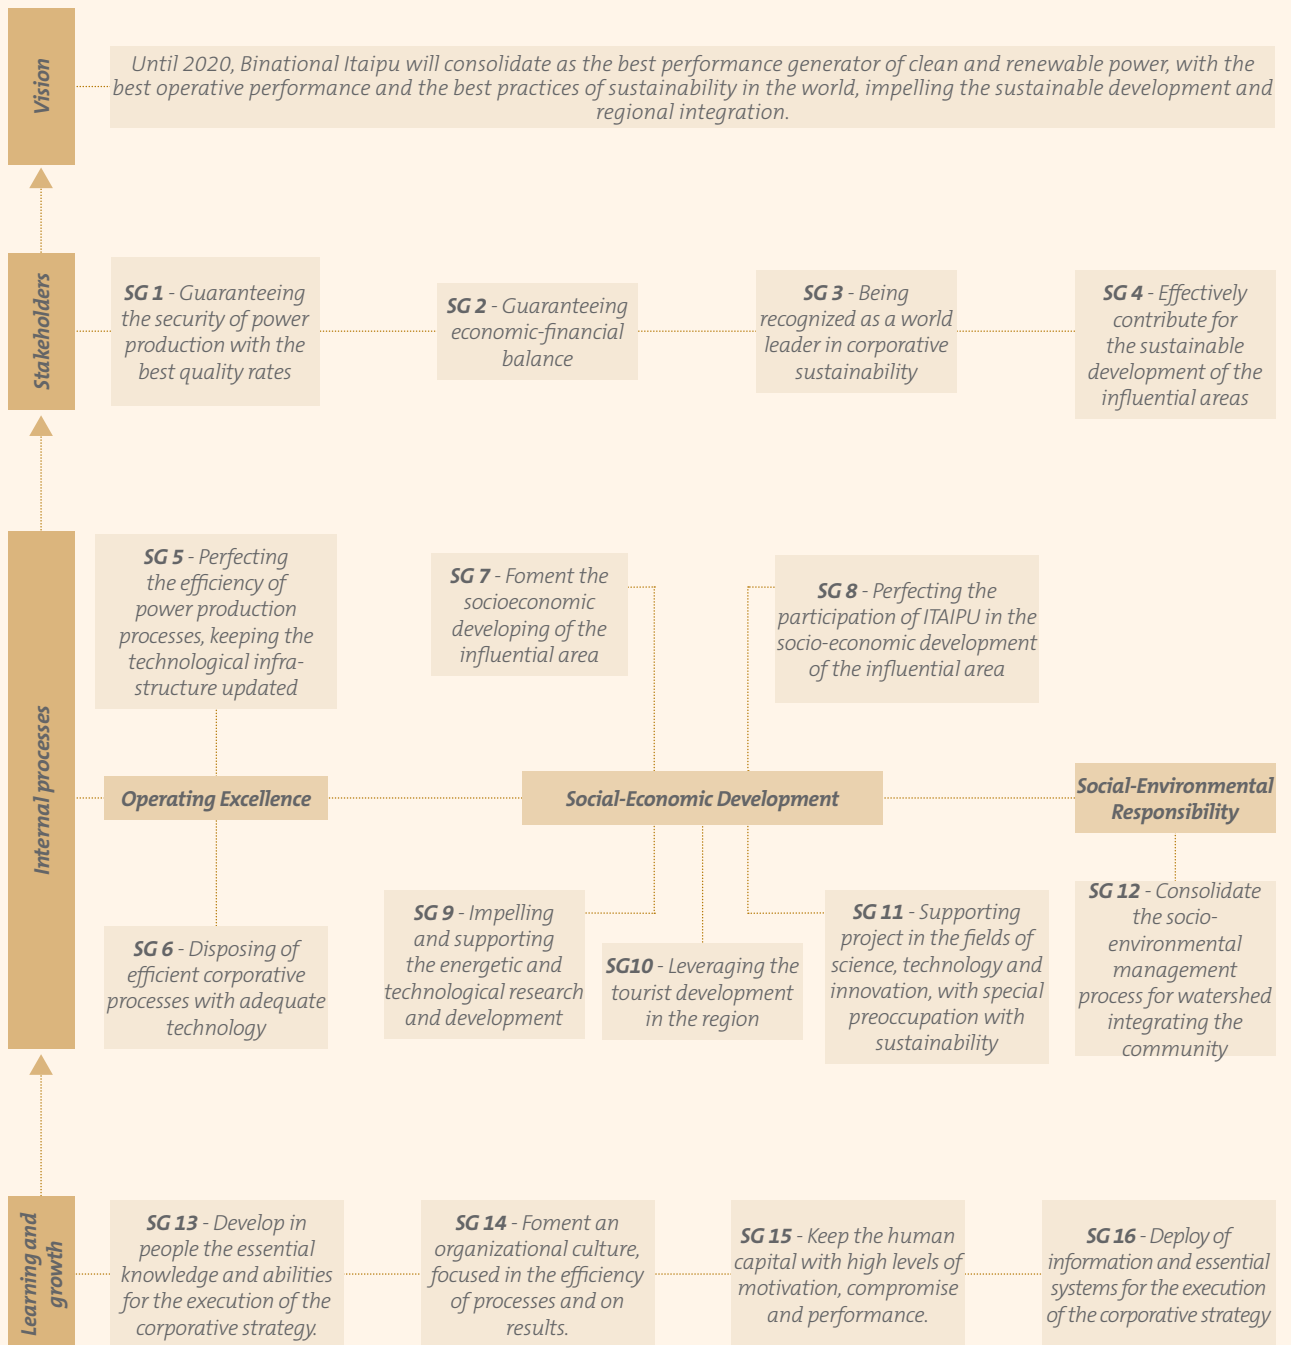 Vision
Until 2020, Binational Itaipu will consolidate as the best performance generator of clean and renewable power, with the
best operative performance and the best practices of sustainability in the world, impelling the sustainable development and
regional integration.
Stakeholders
SG 1 - Guaranteeing
the security of power
production with the
best quality rates
SG 2 - Guaranteeing
economic-financial
balance
SG 3 - Being
recognized as a world
leader in corporative
sustainability
SG 4 - Effectively
contribute for
the sustainable
development of the
influential areas
Internal processes
SG 5 - Perfecting
the efficiency of
power production
processes, keeping the
technological infra-
structure updated
SG 7 - Foment the
socioeconomic
developing of the
influential area
SG 8 - Perfecting the
participation of ITAIPU in the
socio-economic development
of the influential area
Operating Excellence
Social-Economic Development
Social-Environmental
Responsibility
SG 6 - Disposing of
efficient corporative
processes with adequate
technology
SG 9 - Impelling
and supporting
the energetic and
technological research
and development
SG10 - Leveraging the
tourist development
in the region
SG 11 - Supporting
project in the fields of
science, technology and
innovation, with special
preoccupation with
sustainability
SG 12 - Consolidate
the socio-
environmental
management
process for watershed
integrating the
community
Learning and
growth
SG 13 - Develop in
people the essential
knowledge and abilities
for the execution of the
corporative strategy.
SG 14 - Foment an
organizational culture,
focused in the efficiency
of processes and on
results.
SG 15 - Keep the human
capital with high levels of
motivation, compromise
and performance.
SG 16 - Deploy of
information and essential
systems for the execution
of the corporative strategy